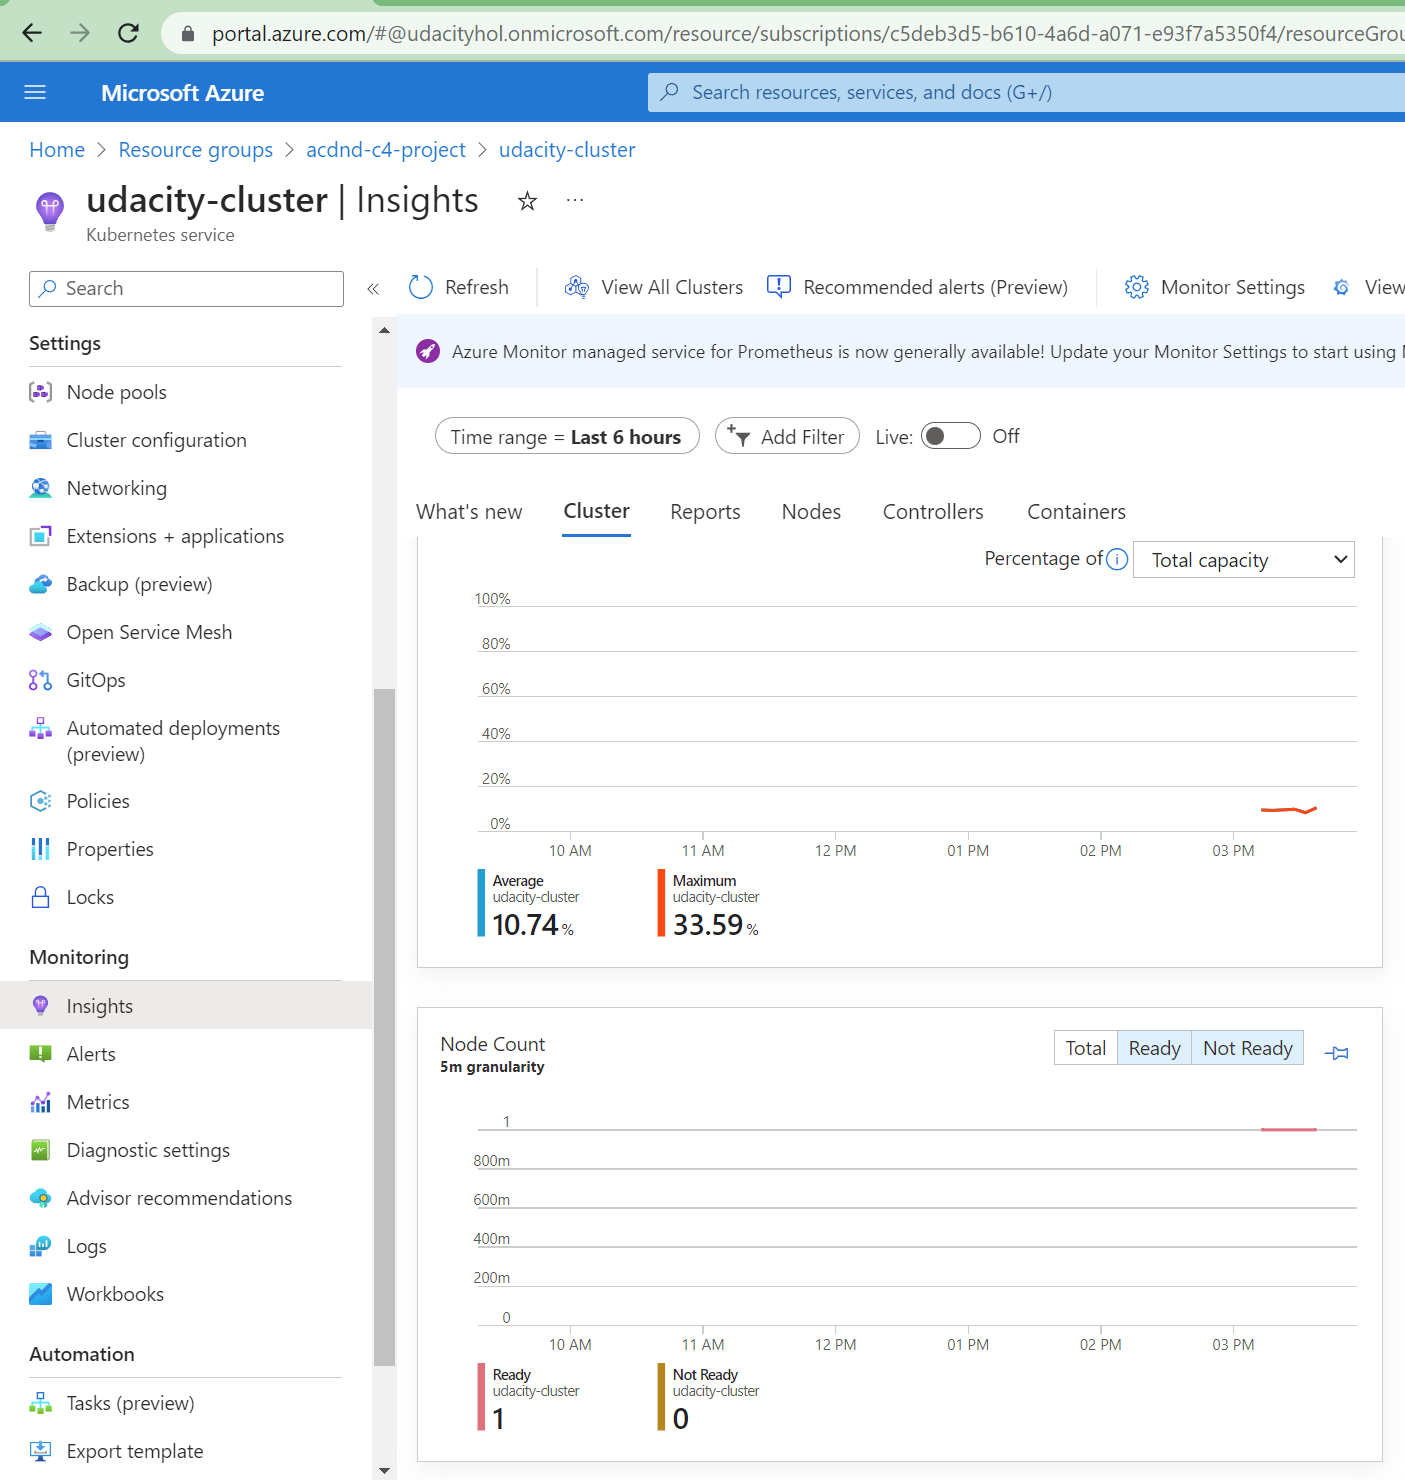 portal.azure.com/#@udacityhol.onmicrosoft.com/resource/subscriptions/c5deb3d5-b610-4a6d-a071-e93f7a5350f4/resourceGrou
Microsoft Azure
Search resources, services, and docs (G+/)
Home > Resource groups > acdnd-c4-project > udacity-cluster
udacity-cluster | Insights
Kubernetes service
Search
Refresh
View All Clusters
Recommended alerts (Preview)
Monitor Settings
View
Settings
Node pools
Cluster configuration
Networking
Extensions + applications
Backup (preview)
Open Service Mesh
GitOps
Automated deployments
(preview)
Policies
Properties
Locks
Monitoring
Insights
Alerts
Metrics
Diagnostic settings
Advisor recommendations
Logs
Workbooks
Automation
Tasks (preview)
Export template
Azure Monitor managed service for Prometheus is now generally available! Update your Monitor Settings to start using
Time range = Last 6 hours
Add Filter
Live:
Off
What's new
Cluster
Reports
Nodes
Controllers
Containers
Percentage of
Total capacity
100%
80%
60%
40%
20%
0%
10 AM
11 AM
12 PM
01 PM
02 PM
03 PM
Average
udacity-cluster
10.74 %
Maximum
udacity-cluster
33.59 %
Node Count
5m granularity
Total
Ready
Not Ready
1
800m
600m
400m
200m
0
10 AM
11 AM
12 PM
01 PM
02 PM
03 PM
Ready
udacity-cluster
1
Not Ready
udacity-cluster
0